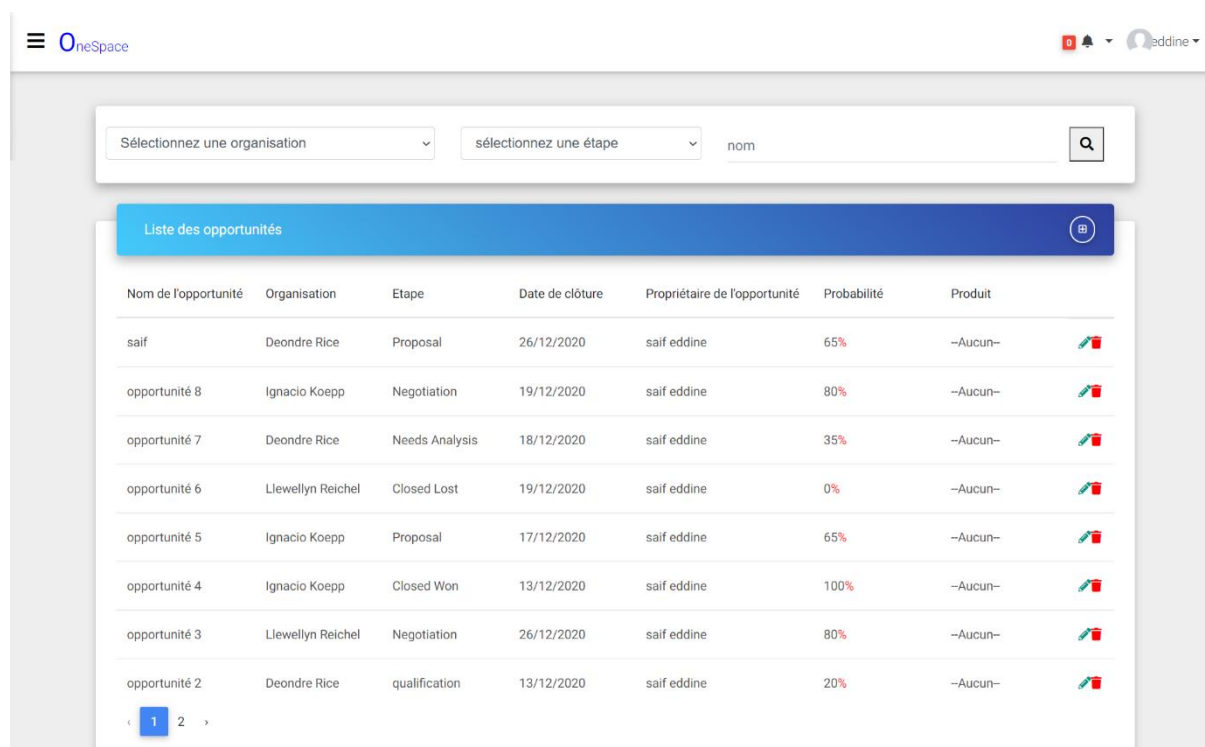 OneSpace
0
eddine
Sélectionnez une organisation
sélectionnez une étape
nom
Liste des opportunités
Nom de l'opportunité Organisation Etape Date de clôture Propriétaire de l'opportunité Probabilité Produit
saif Deondre Rice Proposal 26/12/2020 saif eddine 65% --Aucun--
opportunité 8 Ignacio Koepp Negotiation 19/12/2020 saif eddine 80% --Aucun--
opportunité 7 Deondre Rice Needs Analysis 18/12/2020 saif eddine 35% --Aucun--
opportunité 6 Llewellyn Reichel Closed Lost 19/12/2020 saif eddine 0% --Aucun--
opportunité 5 Ignacio Koepp Proposal 17/12/2020 saif eddine 65% --Aucun--
opportunité 4 Ignacio Koepp Closed Won 13/12/2020 saif eddine 100% --Aucun--
opportunité 3 Llewellyn Reichel Negotiation 26/12/2020 saif eddine 80% --Aucun--
opportunité 2 Deondre Rice qualification 13/12/2020 saif eddine 20% --Aucun--
‹ 1 2 ›